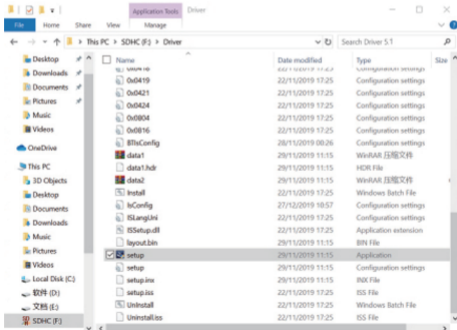 Application Tools Driver
File Home Share View Manage
This PC > SDHC (F:) > Driver Search Driver 5.1
Name Date modified Type Size
Desktop
Downloads
Documents
Pictures
Music
Videos
OneDrive
This PC
3D Objects
Desktop
Documents
Downloads
Music
Pictures
Videos
Local Disk (C:)
软件 (D:)
文档 (E:)
SDHC (F:)
0x0419 22/11/2019 17:25 Configuration settings
0x0421 22/11/2019 17:25 Configuration settings
0x0424 22/11/2019 17:25 Configuration settings
0x0804 22/11/2019 17:25 Configuration settings
0x0816 22/11/2019 17:25 Configuration settings
BTIsConfig 28/11/2019 08:26 Configuration settings
data1 29/11/2019 11:15 WinRAR 压缩文件
data1.hdr 29/11/2019 11:15 HDR File
data2 29/11/2019 11:15 WinRAR 压缩文件
Install 22/11/2019 17:25 Windows Batch File
IsConfig 27/12/2019 10:57 Configuration settings
ISLangUni 22/11/2019 17:25 Configuration settings
ISSetup.dll 22/11/2019 17:25 Application extension
layout.bin 29/11/2019 11:15 BIN File
setup 29/11/2019 11:15 Application
setup 29/11/2019 11:15 Configuration settings
setup.inx 29/11/2019 11:15 INX File
setup.iss 22/11/2019 17:25 ISS File
Uninstall 22/11/2019 17:25 Windows Batch File
Uninstall.iss 22/11/2019 17:25 ISS File